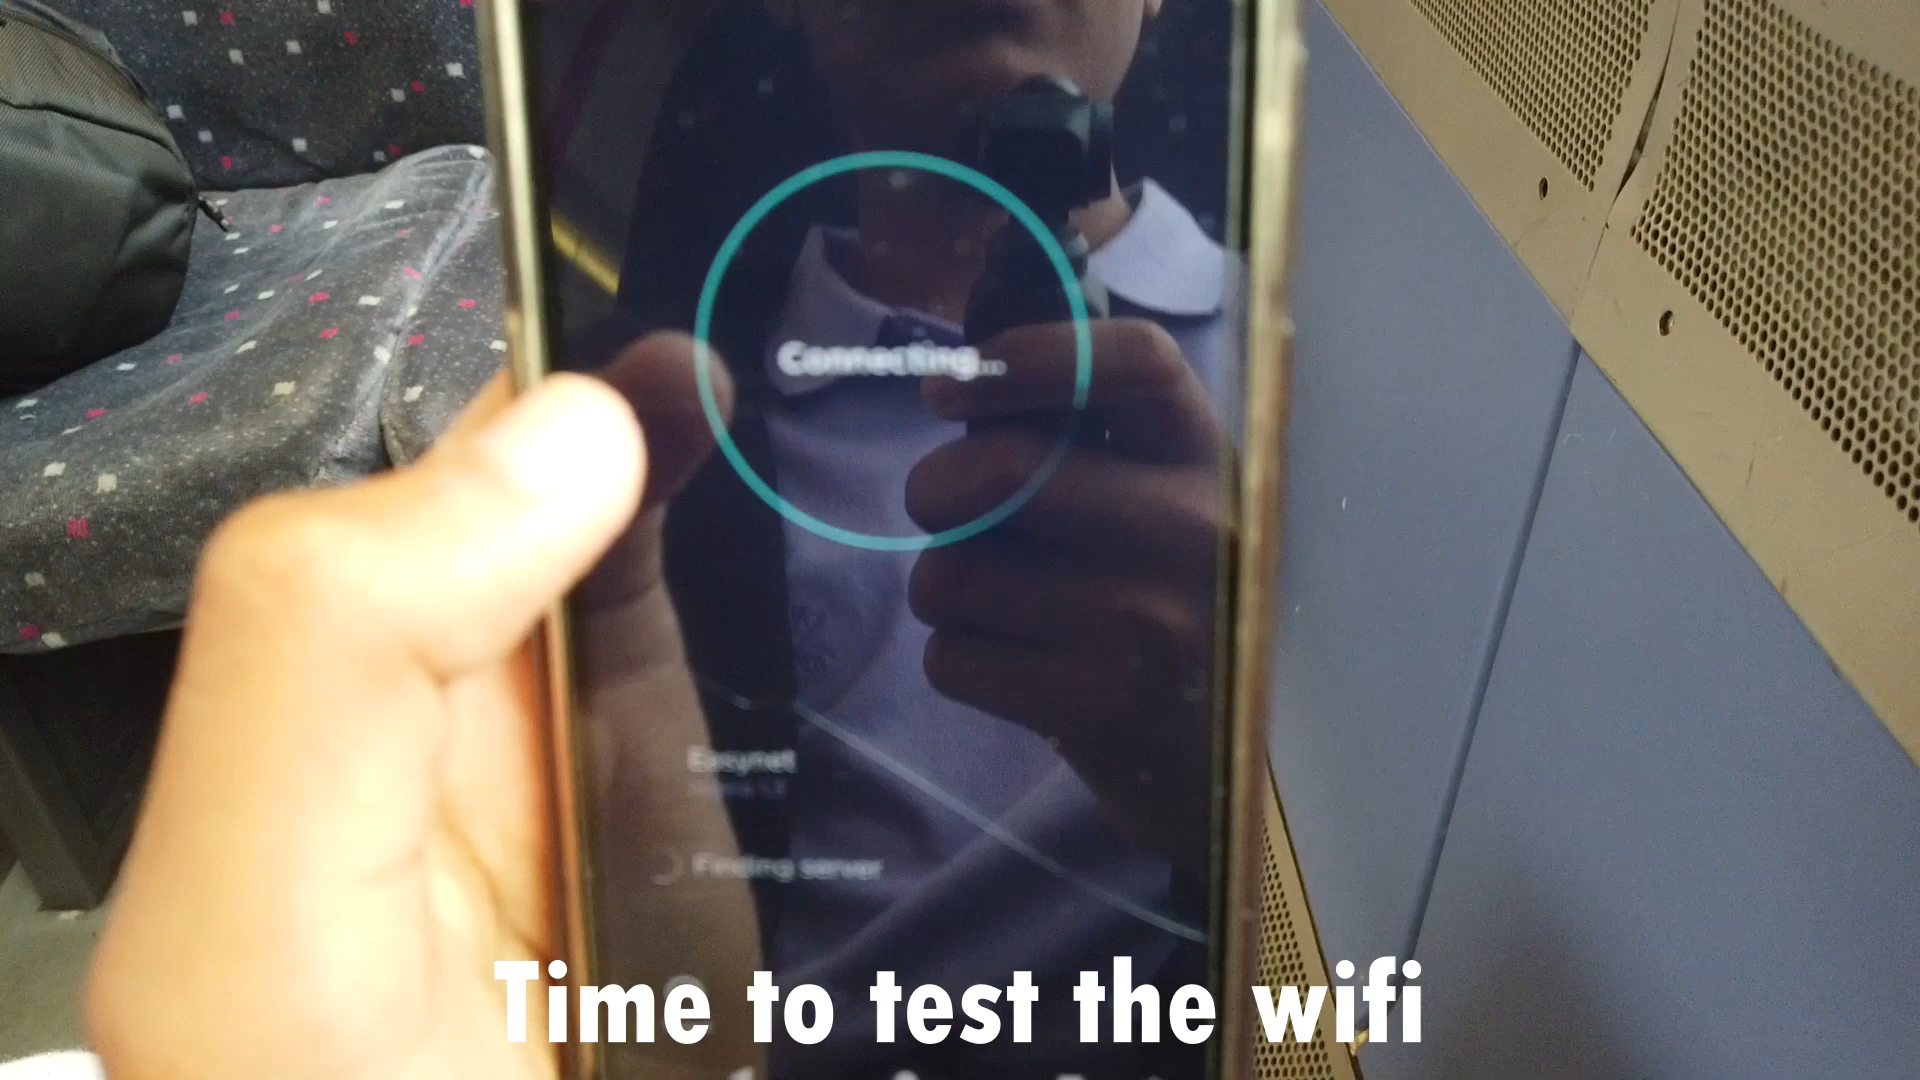 Connecting...
Easynet
Finding server
Time to test the wifi